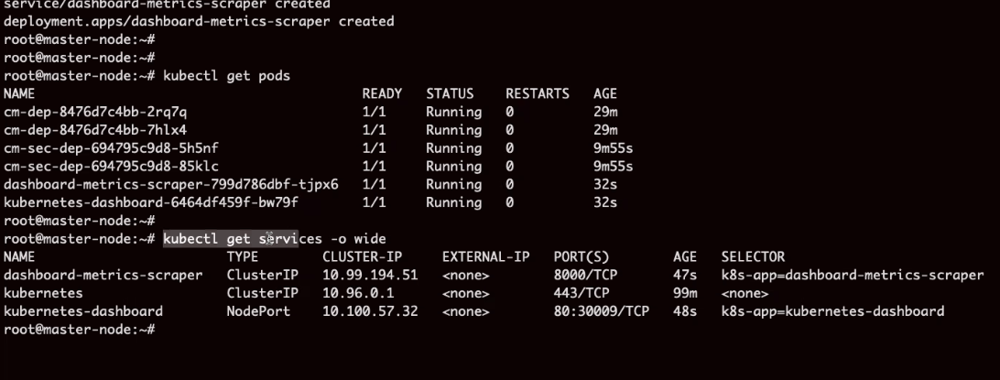 service/dashboard-metrics-scraper created
deployment.apps/dashboard-metrics-scraper created
root@master-node:~#
root@master-node:~#
root@master-node:~# kubectl get pods
NAME READY STATUS RESTARTS AGE
cm-dep-8476d7c4bb-2rq7q 1/1 Running 0 29m
cm-dep-8476d7c4bb-7hlx4 1/1 Running 0 29m
cm-sec-dep-694795c9d8-5h5nf 1/1 Running 0 9m55s
cm-sec-dep-694795c9d8-85klc 1/1 Running 0 9m55s
dashboard-metrics-scraper-799d786dbf-tjpx6 1/1 Running 0 32s
kubernetes-dashboard-6464df459f-bw79f 1/1 Running 0 32s
root@master-node:~#
root@master-node:~# kubectl get services -o wide
NAME TYPE CLUSTER-IP EXTERNAL-IP PORT(S) AGE SELECTOR
dashboard-metrics-scraper ClusterIP 10.99.194.51 <none> 8000/TCP 47s k8s-app=dashboard-metrics-scraper
kubernetes ClusterIP 10.96.0.1 <none> 443/TCP 99m <none>
kubernetes-dashboard NodePort 10.100.57.32 <none> 80:30009/TCP 48s k8s-app=kubernetes-dashboard
root@master-node:~#